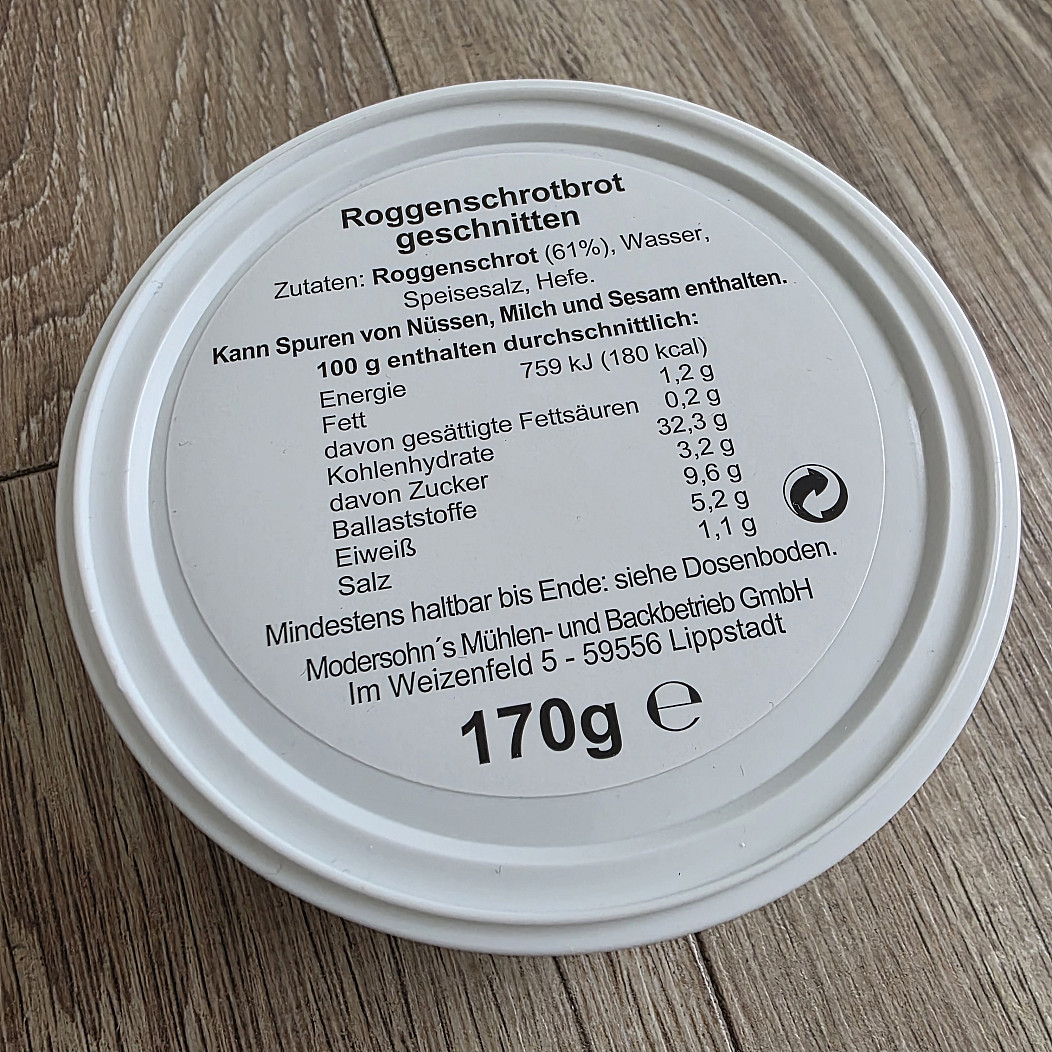 Roggenschrotbrot
geschnitten
Zutaten: Roggenschrot (61%), Wasser,
Speisesalz, Hefe.
Kann Spuren von Nüssen, Milch und Sesam enthalten.
100 g enthalten durchschnittlich:
Energie 759 kJ (180 kcal)
Fett 1,2 g
davon gesättigte Fettsäuren 0,2 g
Kohlenhydrate 32,3 g
davon Zucker 3,2 g
Ballaststoffe 9,6 g
Eiweiß 5,2 g
Salz 1,1 g
Mindestens haltbar bis Ende: siehe Dosenboden.
Modersohn´s Mühlen- und Backbetrieb GmbH
Im Weizenfeld 5 - 59556 Lippstadt
170g ℮